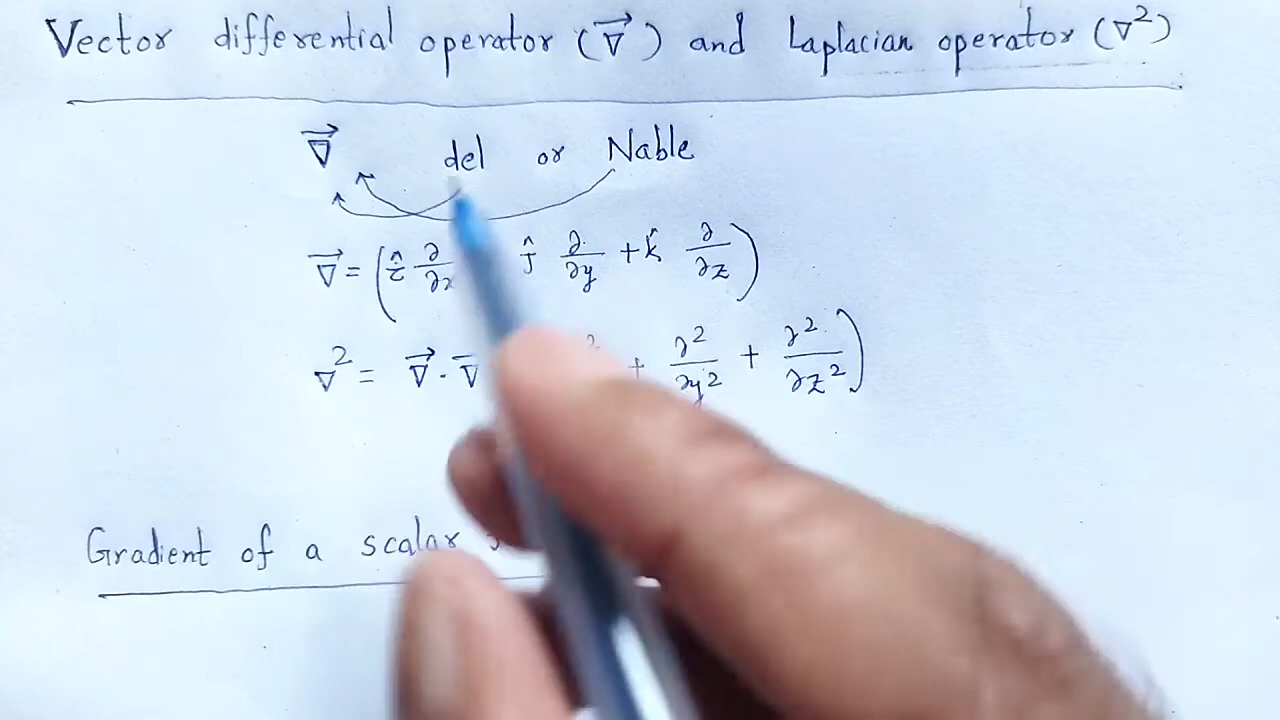 Vector differential operator (∇⃗) and Laplacian operator (∇²)
∇⃗ del or Nable
∇⃗ = (î ∂/∂x ĵ ∂/∂y + k̂ ∂/∂z)
∇² = ∇⃗ · ∇⃗ + ∂²/∂y² + ∂²/∂z²)
Gradient of a scalar